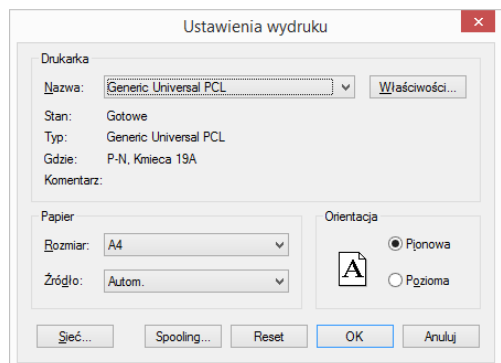 Ustawienia wydruku
Drukarka
Nazwa: Generic Universal PCL Właściwości...
Stan: Gotowe
Typ: Generic Universal PCL
Gdzie: P-N, Kmieca 19A
Komentarz:
Papier
Rozmiar: A4
Źródło: Autom.
Orientacja
A
Pionowa
Pozioma
Sieć... Spooling... Reset OK Anuluj